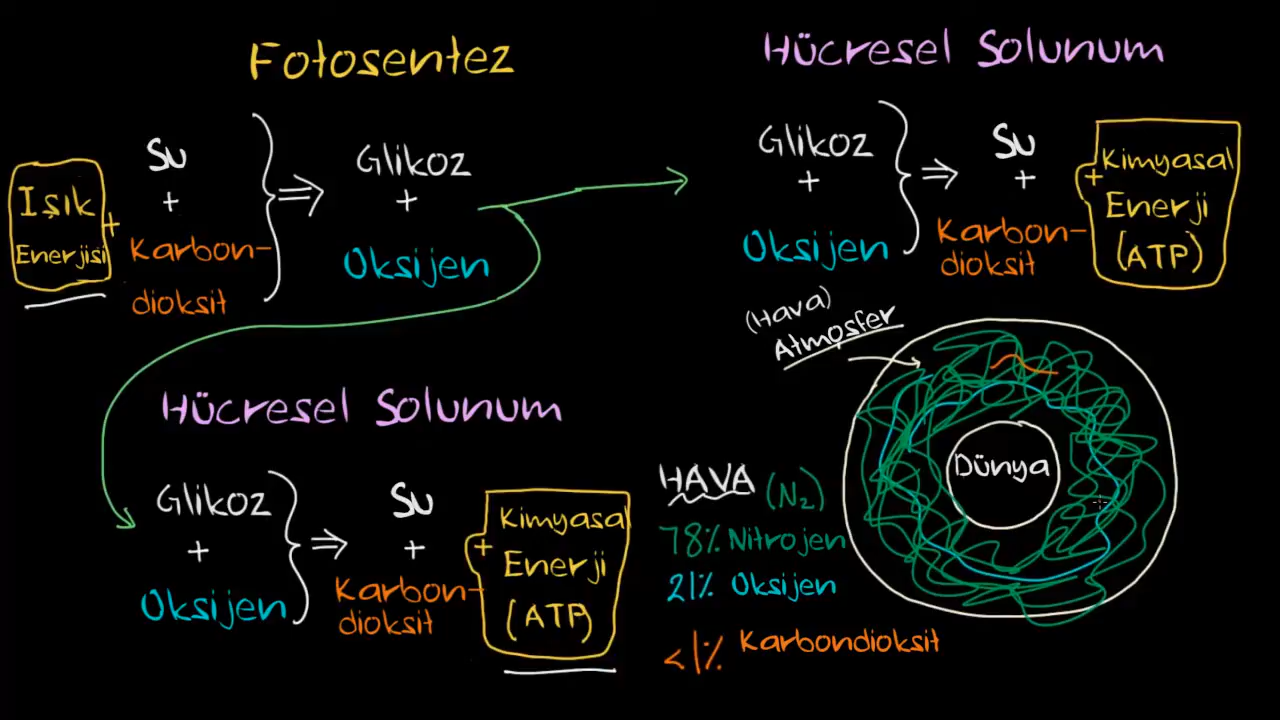 Fotosentez
Işık
Enerjisi
+
Su
+
Karbon-
dioksit
⇒
Glikoz
+
Oksijen
Hücresel Solunum
Glikoz
+
Oksijen
⇒
Su
+
Karbon-
dioksit
+
Kimyasal
Enerji
(ATP)
Hücresel Solunum
Glikoz
+
Oksijen
⇒
Su
+
Karbon-
dioksit
+
Kimyasal
Enerji
(ATP)
(Hava)
Atmosfer
Dünya
HAVA (N₂)
78% Nitrojen
21% Oksijen
<1% Karbondioksit